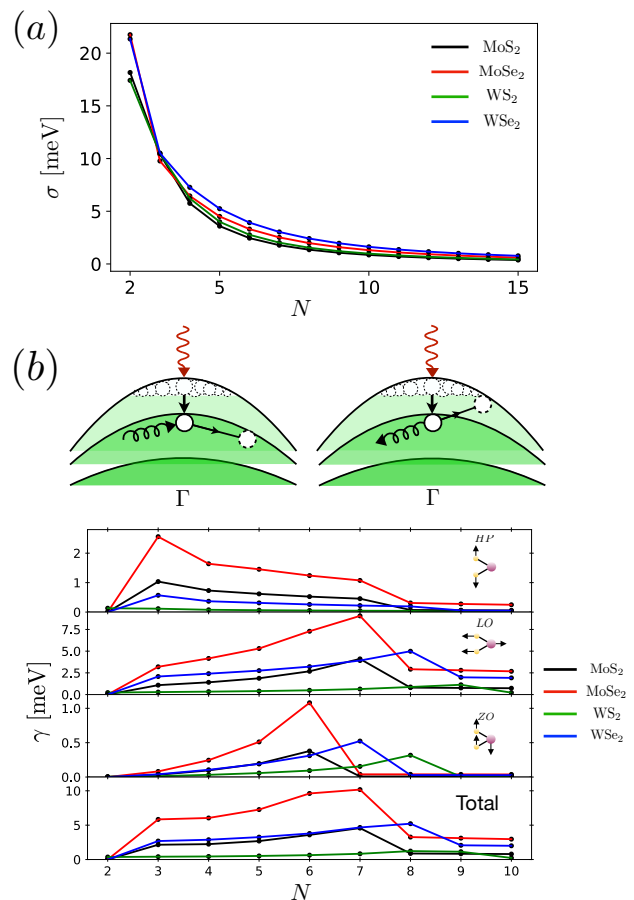 (a)
20
15
10
5
0
σ [meV]
MoS₂
MoSe₂
WS₂
WSe₂
2
5
10
15
N
(b)
Γ
Γ
2
1
0
HP
7.5
5.0
2.5
0.0
LO
1.0
0.5
0.0
ZO
10
5
0
Total
γ [meV]
MoS₂
MoSe₂
WS₂
WSe₂
2
3
4
5
6
7
8
9
10
N